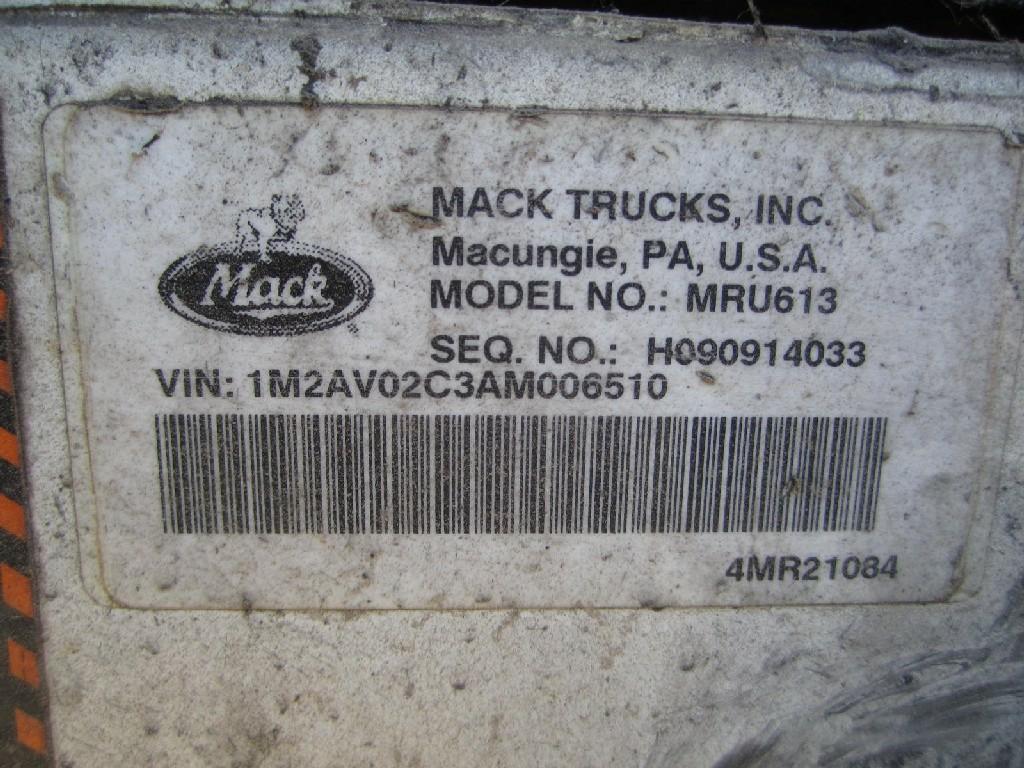 Mack
MACK TRUCKS, INC.
Macungie, PA, U.S.A.
MODEL NO.: MRU613
SEQ. NO.: H090914033
VIN: 1M2AV02C3AM006510
4MR21084